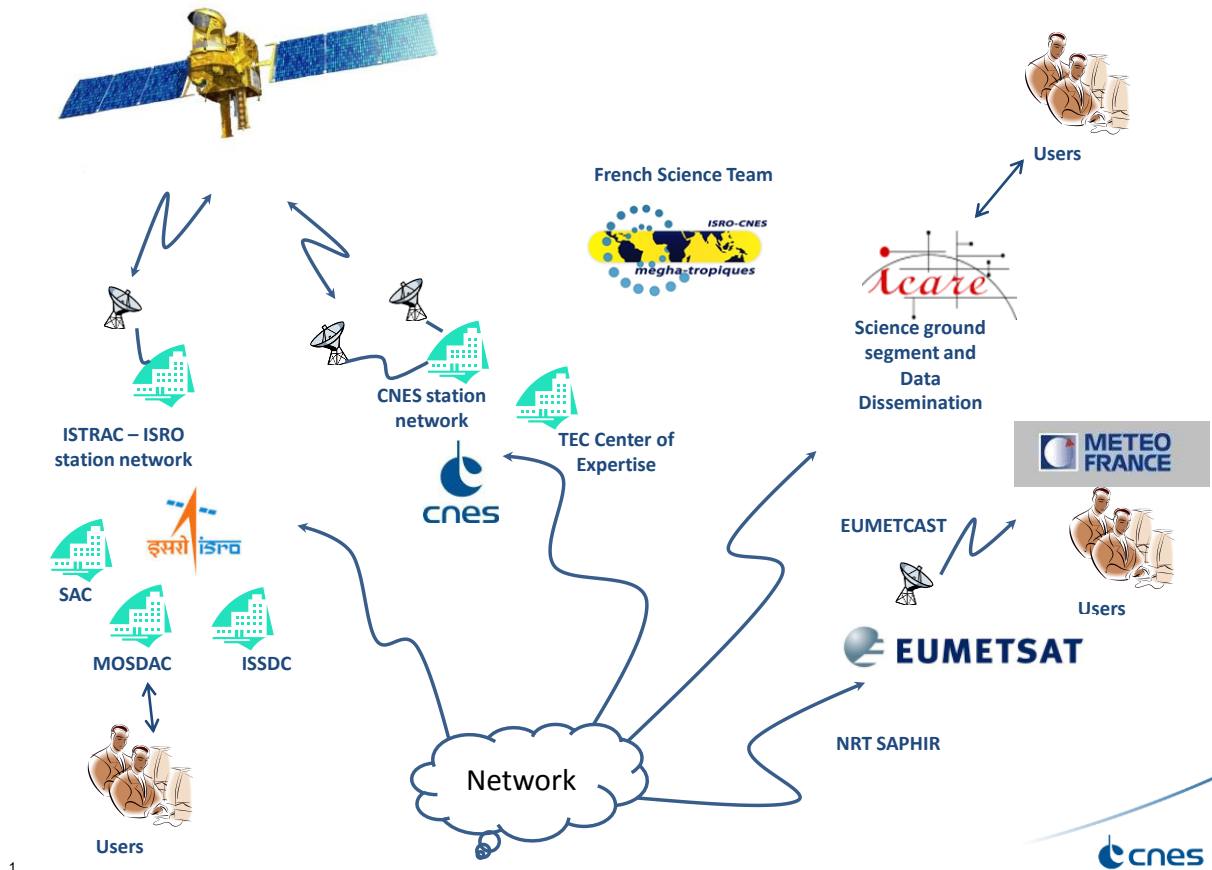 Users
French Science Team
ISRO-CNES
megha-tropiques
icare
Science ground
segment and
Data
Dissemination
CNES station
network
TEC Center of
Expertise
cnes
ISTRAC – ISRO
station network
इसरो isro
SAC
MOSDAC
ISSDC
Users
METEO
FRANCE
EUMETCAST
Users
EUMETSAT
NRT SAPHIR
Network
cnes
1